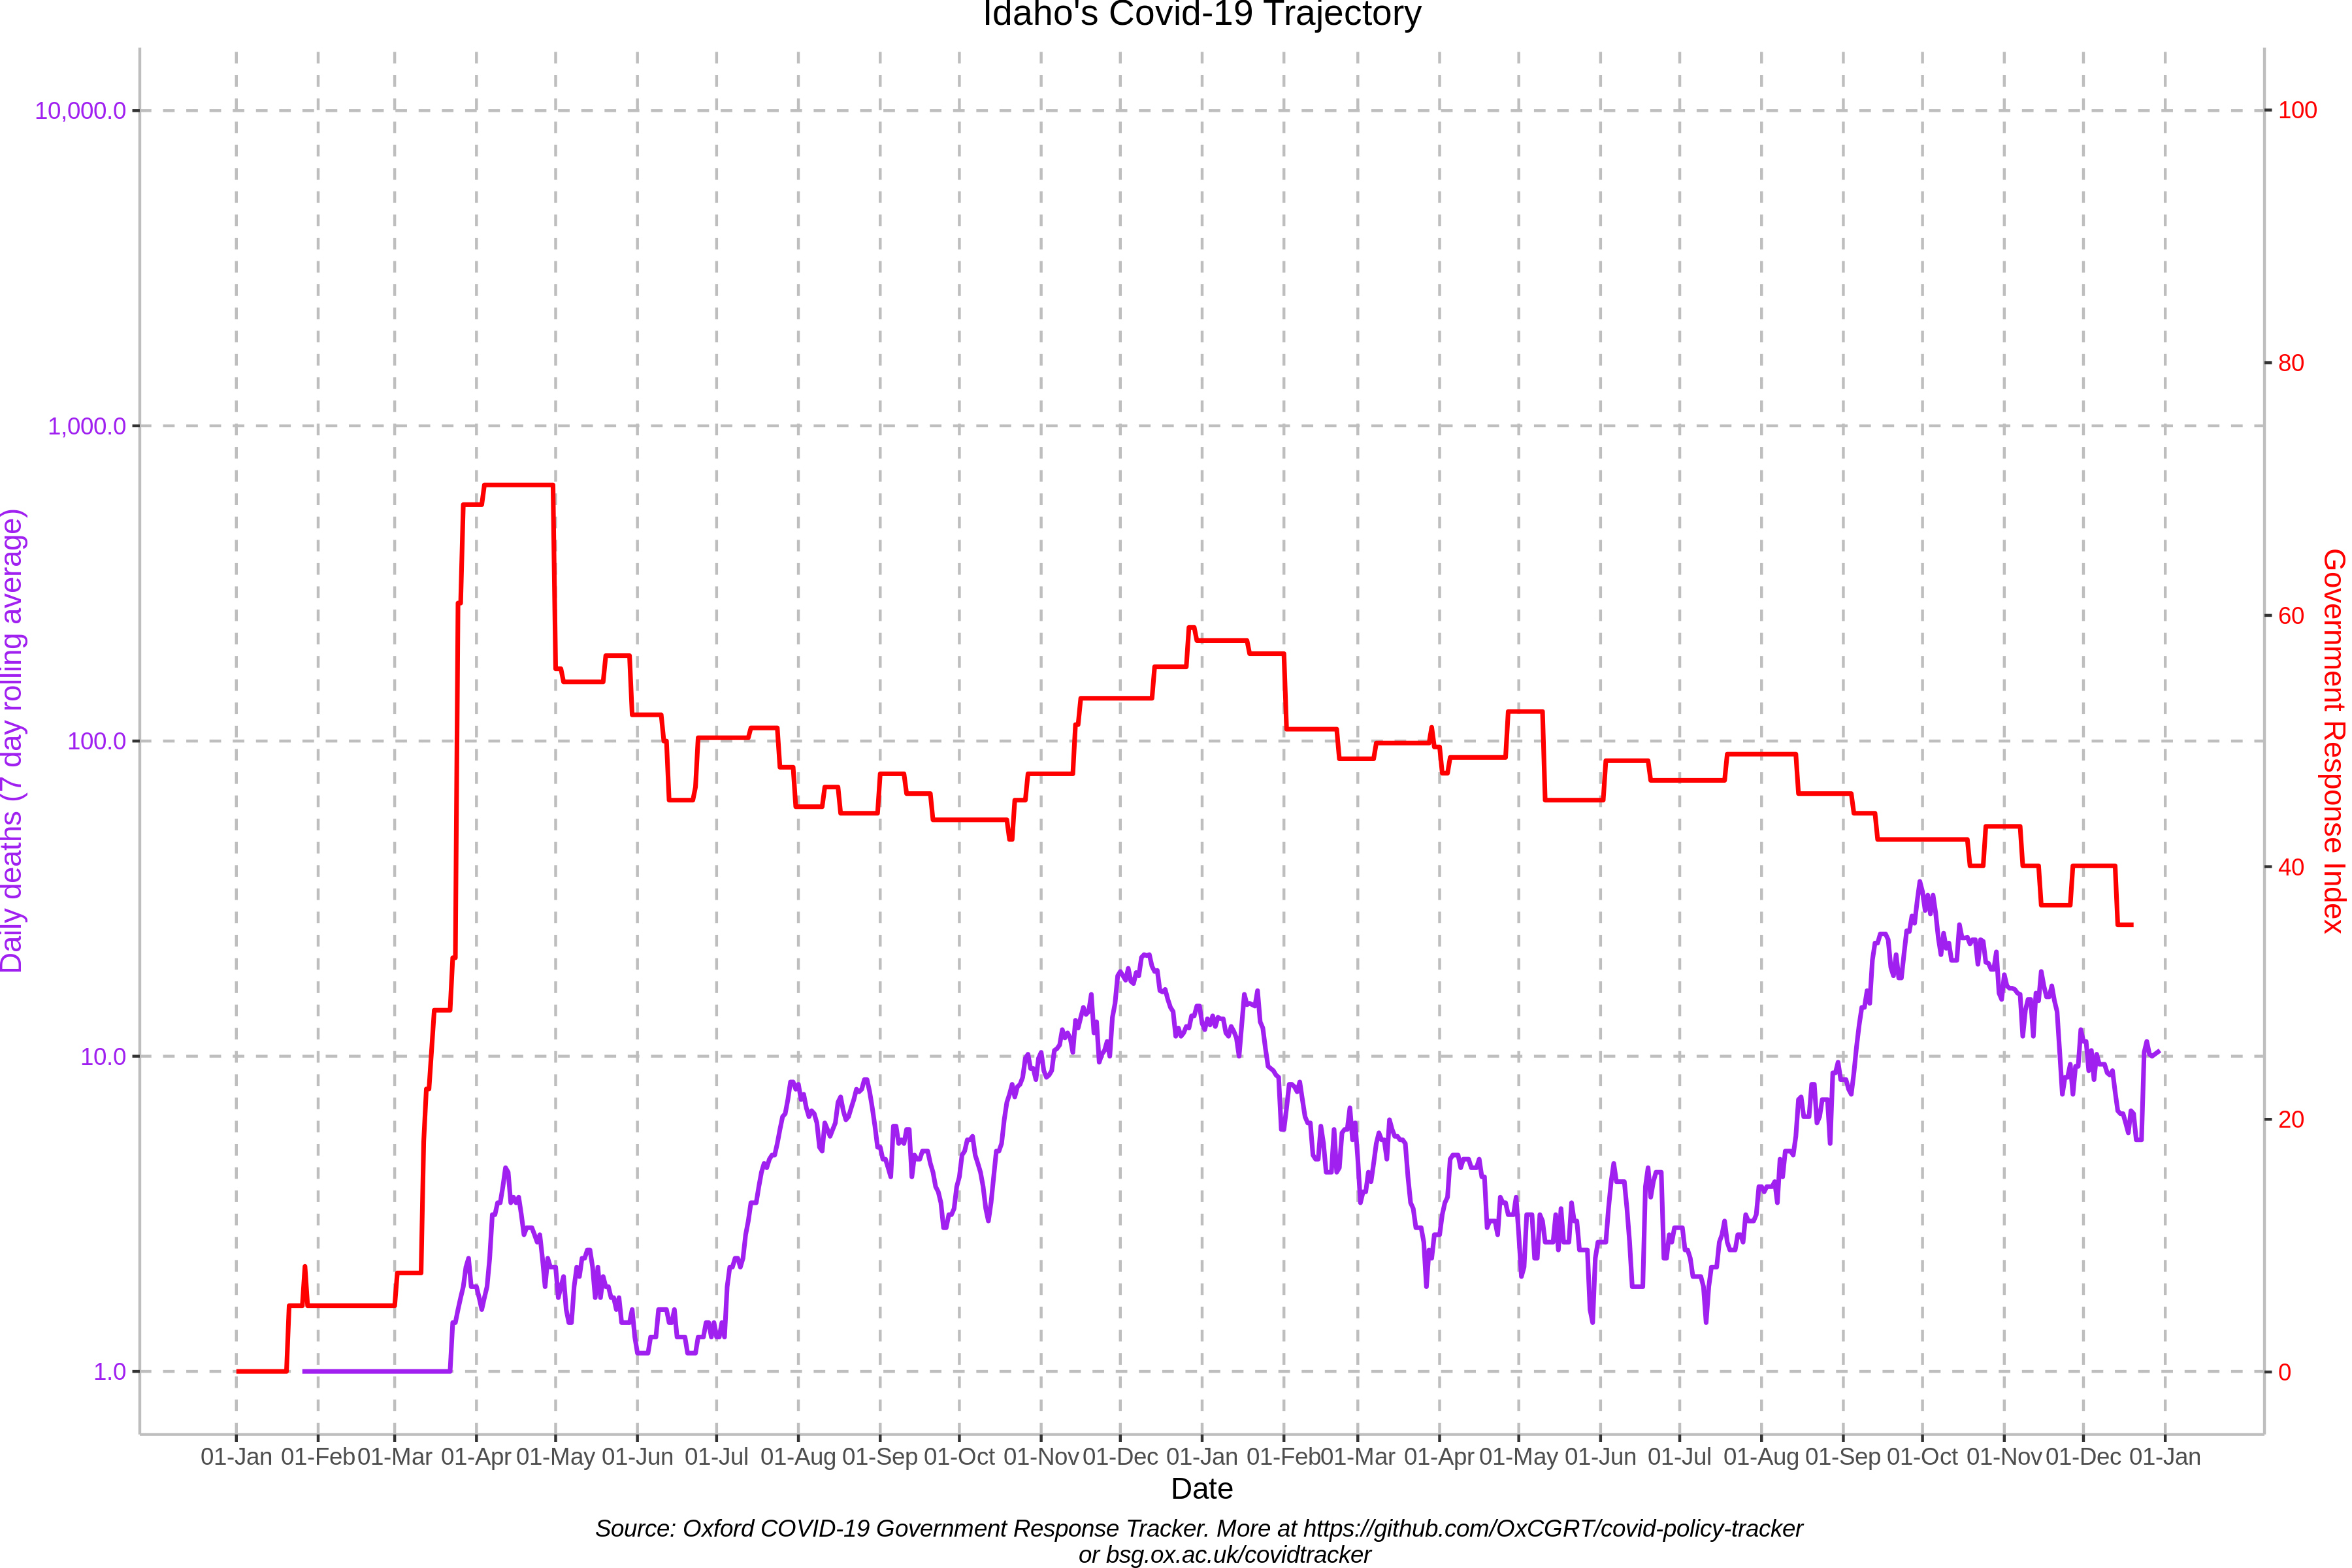 Idaho's Covid-19 Trajectory
10,000.0
1,000.0
100.0
10.0
1.0
Daily deaths (7 day rolling average)
100
80
60
40
20
0
Government Response Index
01-Jan 01-Feb 01-Mar 01-Apr 01-May 01-Jun 01-Jul 01-Aug 01-Sep 01-Oct 01-Nov 01-Dec 01-Jan 01-Feb 01-Mar 01-Apr 01-May 01-Jun 01-Jul 01-Aug 01-Sep 01-Oct 01-Nov 01-Dec 01-Jan
Date
Source: Oxford COVID-19 Government Response Tracker. More at https://github.com/OxCGRT/covid-policy-tracker
or bsg.ox.ac.uk/covidtracker